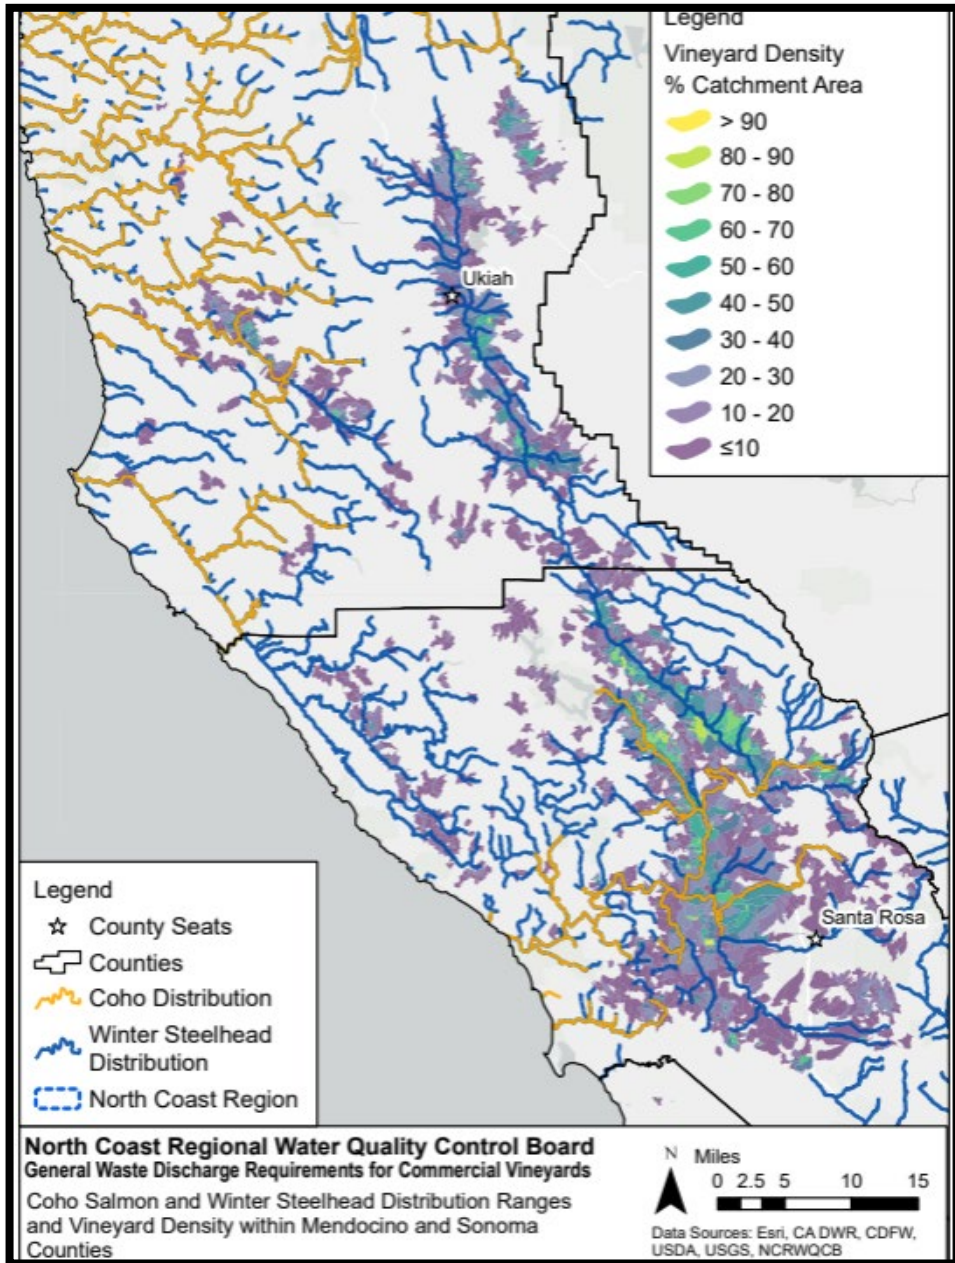 Legend
Vineyard Density
% Catchment Area
> 90
80 - 90
70 - 80
60 - 70
50 - 60
40 - 50
30 - 40
20 - 30
10 - 20
≤10
Ukiah
Santa Rosa
Legend
County Seats
Counties
Coho Distribution
Winter Steelhead
Distribution
North Coast Region
North Coast Regional Water Quality Control Board
General Waste Discharge Requirements for Commercial Vineyards
Coho Salmon and Winter Steelhead Distribution Ranges
and Vineyard Density within Mendocino and Sonoma
Counties
N
Miles
0 2.5 5 10 15
Data Sources: Esri, CA DWR, CDFW,
USDA, USGS, NCRWQCB